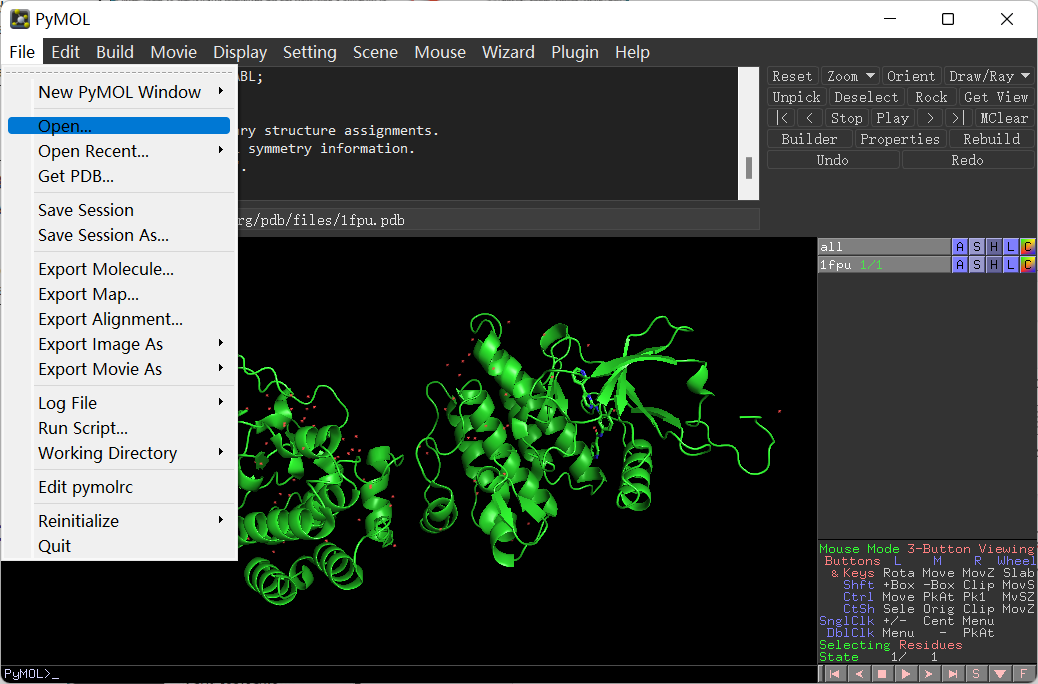 PyMOL
File Edit Build Movie Display Setting Scene Mouse Wizard Plugin Help
ABL;
ry structure assignments.
symmetry information.
.
rg/pdb/files/1fpu.pdb
New PyMOL Window
Open...
Open Recent...
Get PDB...
Save Session
Save Session As...
Export Molecule...
Export Map...
Export Alignment...
Export Image As
Export Movie As
Log File
Run Script...
Working Directory
Edit pymolrc
Reinitialize
Quit
Reset Zoom Orient Draw/Ray
Unpick Deselect Rock Get View
|< < Stop Play > >| MClear
Builder Properties Rebuild
Undo Redo
all A S H L C
1fpu 1/1 A S H L C
Mouse Mode 3-Button Viewing
Buttons L M R Wheel
& Keys Rota Move MovZ Slab
Shft +Box -Box Clip MovS
Ctrl Move PkAt Pk1 MvSZ
CtSh Sele Orig Clip MovZ
SnglClk +/- Cent Menu
DblClk Menu - PkAt
Selecting Residues
State 1/ 1
S F
PyMOL>_